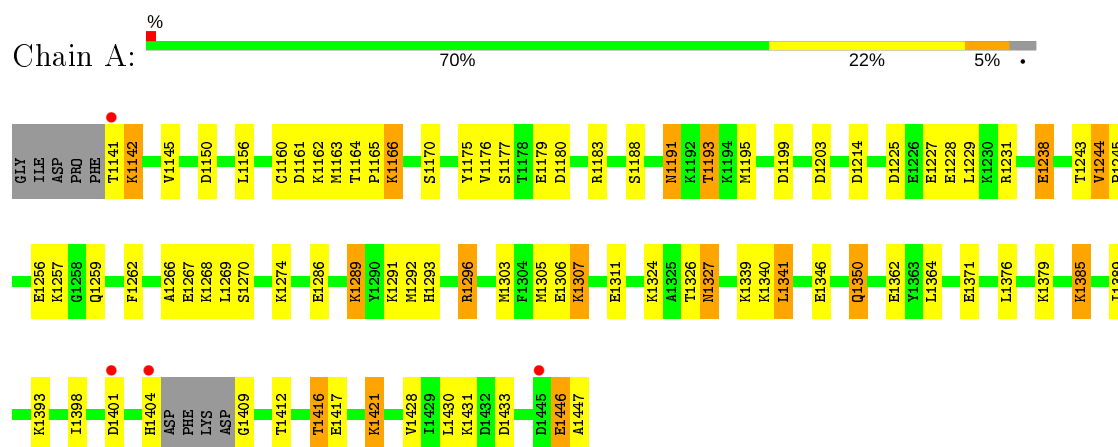 %
Chain A:
70% 22% 5% •
GLY ILE ASP PRO PHE T1141 K1142 V1145 D1150 L1156 C1160 D1161 K1162 M1163 T1164 P1165 K1166 S1170 Y1175 V1176 S1177 T1178 E1179 D1180 R1183 S1188 N1191 K1192 T1193 K1194 M1195 D1199 D1203 D1214 D1225 E1226 E1227 E1228 L1229 K1230 R1231 E1238 T1243 V1244
E1256 K1257 G1258 Q1259 F1262 A1266 E1267 K1268 L1269 S1270 K1274 E1286 K1289 Y1290 K1291 M1292 H1293 R1296 M1303 F1304 M1305 E1306 K1307 E1311 K1324 A1325 T1326 N1327 K1339 K1340 L1341 E1346 Q1350 E1362 Y1363 L1364 E1371 L1376 K1379 K1385
K1393 I1398 D1401 H1404 ASP PHE LYS ASP G1409 T1412 T1416 E1417 K1421 V1428 I1429 L1430 K1431 D1432 D1433 D1445 E1446 A1447